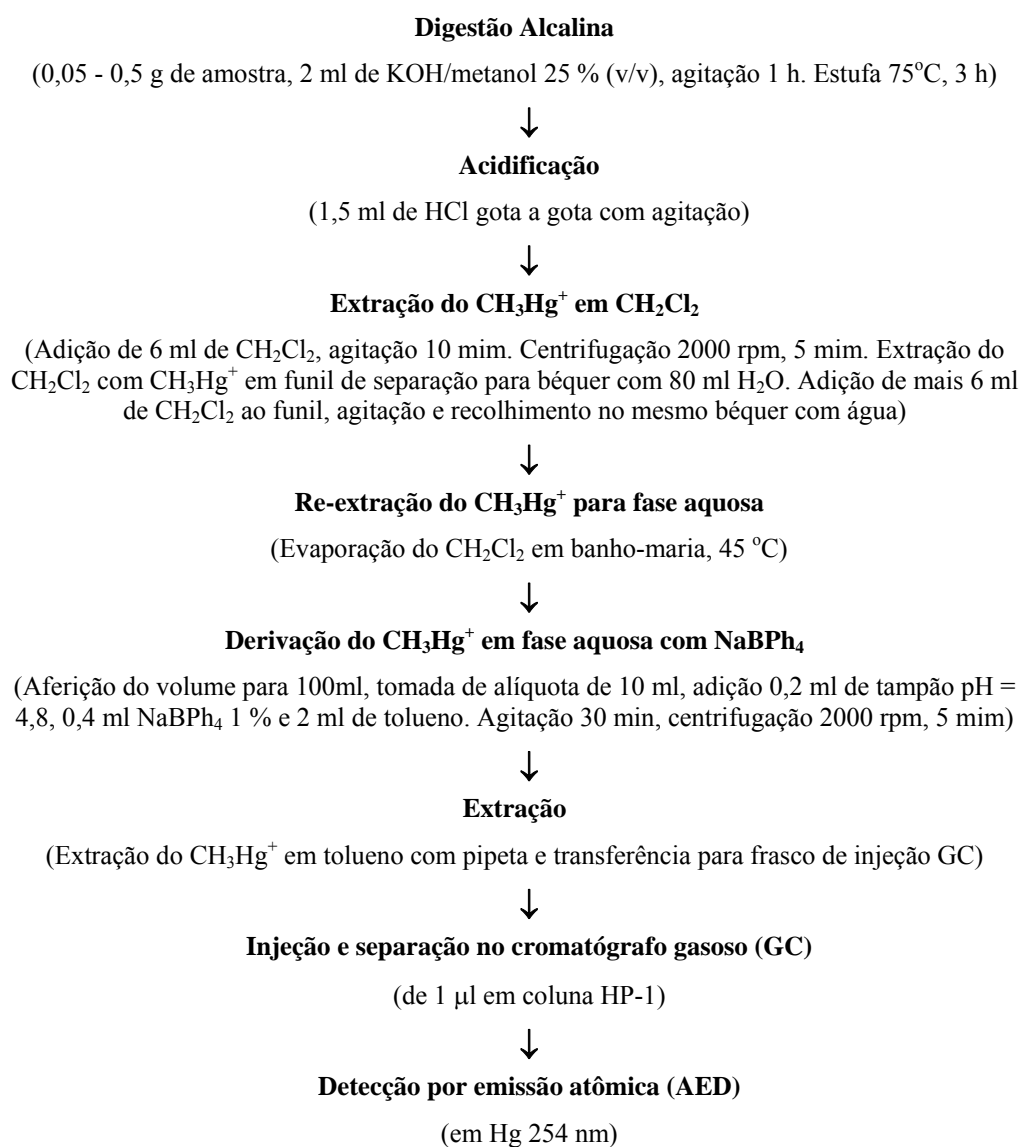 Digestão Alcalina
(0,05 - 0,5 g de amostra, 2 ml de KOH/metanol 25 % (v/v), agitação 1 h. Estufa 75°C, 3 h)
↓
Acidificação
(1,5 ml de HCl gota a gota com agitação)
↓
Extração do CH₃Hg⁺ em CH₂Cl₂
(Adição de 6 ml de CH₂Cl₂, agitação 10 mim. Centrifugação 2000 rpm, 5 mim. Extração do
CH₂Cl₂ com CH₃Hg⁺ em funil de separação para béquer com 80 ml H₂O. Adição de mais 6 ml
de CH₂Cl₂ ao funil, agitação e recolhimento no mesmo béquer com água)
↓
Re-extração do CH₃Hg⁺ para fase aquosa
(Evaporação do CH₂Cl₂ em banho-maria, 45 °C)
↓
Derivação do CH₃Hg⁺ em fase aquosa com NaBPh₄
(Aferição do volume para 100ml, tomada de alíquota de 10 ml, adição 0,2 ml de tampão pH =
4,8, 0,4 ml NaBPh₄ 1 % e 2 ml de tolueno. Agitação 30 min, centrifugação 2000 rpm, 5 mim)
↓
Extração
(Extração do CH₃Hg⁺ em tolueno com pipeta e transferência para frasco de injeção GC)
↓
Injeção e separação no cromatógrafo gasoso (GC)
(de 1 μl em coluna HP-1)
↓
Detecção por emissão atômica (AED)
(em Hg 254 nm)